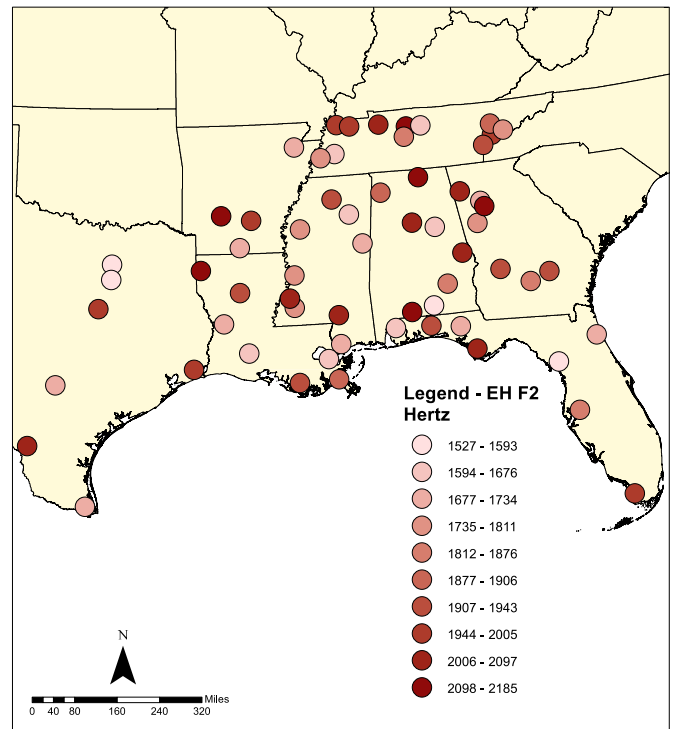 Legend - EH F2
Hertz
1527 - 1593
1594 - 1676
1677 - 1734
1735 - 1811
1812 - 1876
1877 - 1906
1907 - 1943
1944 - 2005
2006 - 2097
2098 - 2185
N
Miles
0 40 80 160 240 320